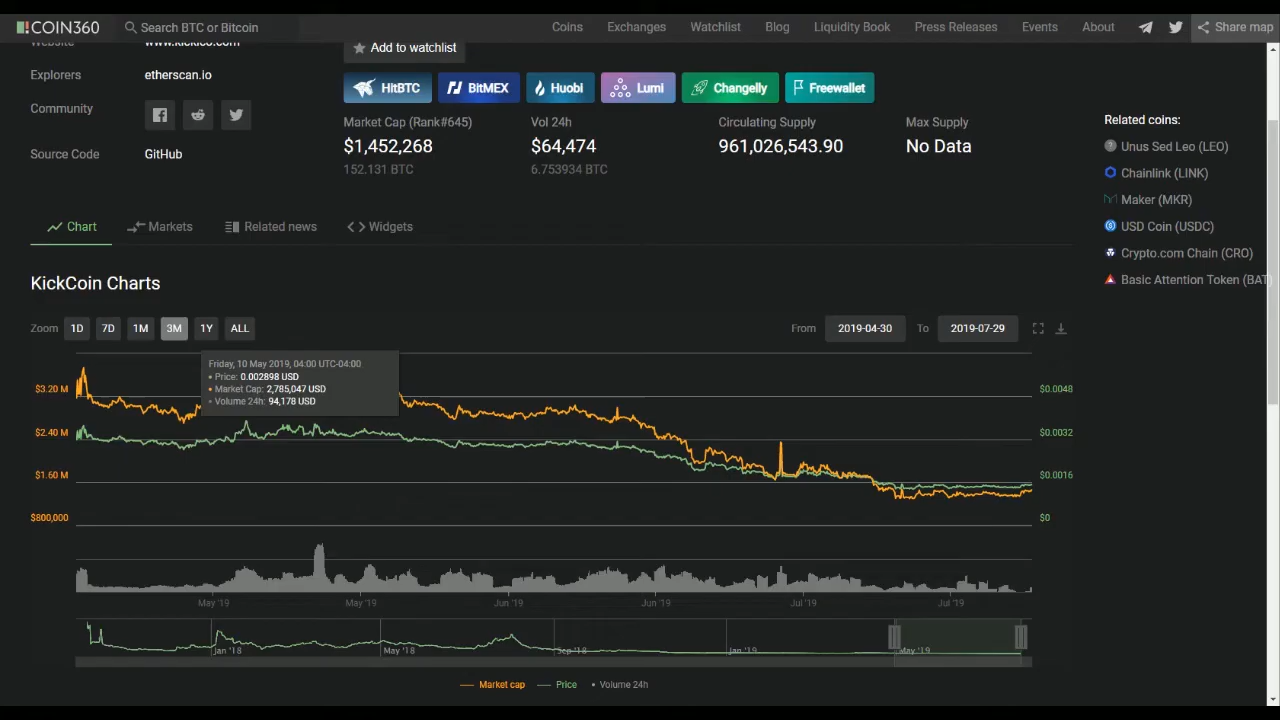 COIN360
Search BTC or Bitcoin
Coins
Exchanges
Watchlist
Blog
Liquidity Book
Press Releases
Events
About
Share map
Website
www.kickico.com
Explorers
etherscan.io
Community
Source Code
GitHub
Add to watchlist
HitBTC
BitMEX
Huobi
Lumi
Changelly
Freewallet
Market Cap (Rank#645)
$1,452,268
152.131 BTC
Vol 24h
$64,474
6.753934 BTC
Circulating Supply
961,026,543.90
Max Supply
No Data
Related coins:
Unus Sed Leo (LEO)
Chainlink (LINK)
Maker (MKR)
USD Coin (USDC)
Crypto.com Chain (CRO)
Basic Attention Token (BAT)
Chart
Markets
Related news
Widgets
KickCoin Charts
Zoom
1D
7D
1M
3M
1Y
ALL
From
2019-04-30
To
2019-07-29
Friday, 10 May 2019, 04:00 UTC-04:00
• Price: 0.002898 USD
• Market Cap: 2,785,047 USD
• Volume 24h: 94,178 USD
$3.20 M
$2.40 M
$1.60 M
$800,000
$0.0048
$0.0032
$0.0016
$0
May '19
May '19
Jun '19
Jun '19
Jul '19
Jul '19
Jan '18
May '18
Sep '18
Jan '19
May '19
Market cap
Price
• Volume 24h